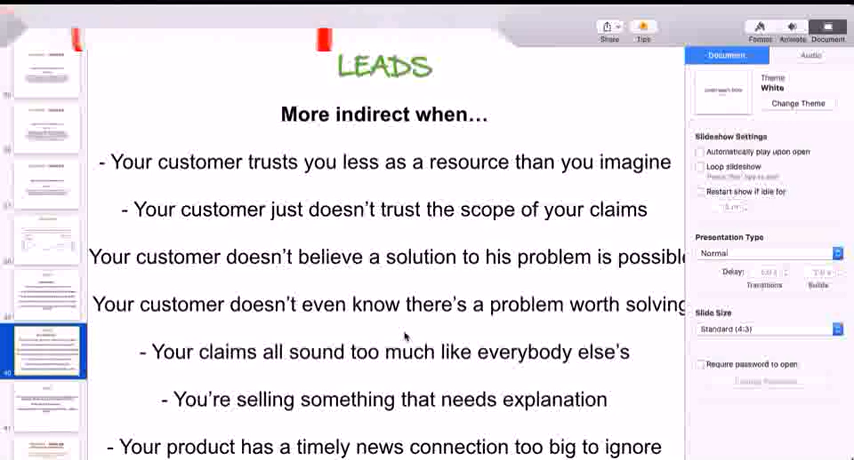 Share
Tips
Format
Animate
Document
LEADS
More indirect when...
- Your customer trusts you less as a resource than you imagine
- Your customer just doesn't trust the scope of your claims
Your customer doesn't believe a solution to his problem is possible
Your customer doesn't even know there's a problem worth solving
- Your claims all sound too much like everybody else's
- You're selling something that needs explanation
- Your product has a timely news connection too big to ignore
40
41
Document
Audio
Theme
White
Change Theme
Slideshow Settings
Automatically play upon open
Loop slideshow
Restart show if idle for
Presentation Type
Normal
Delay:
Transitions
Builds
Slide Size
Standard (4:3)
Require password to open